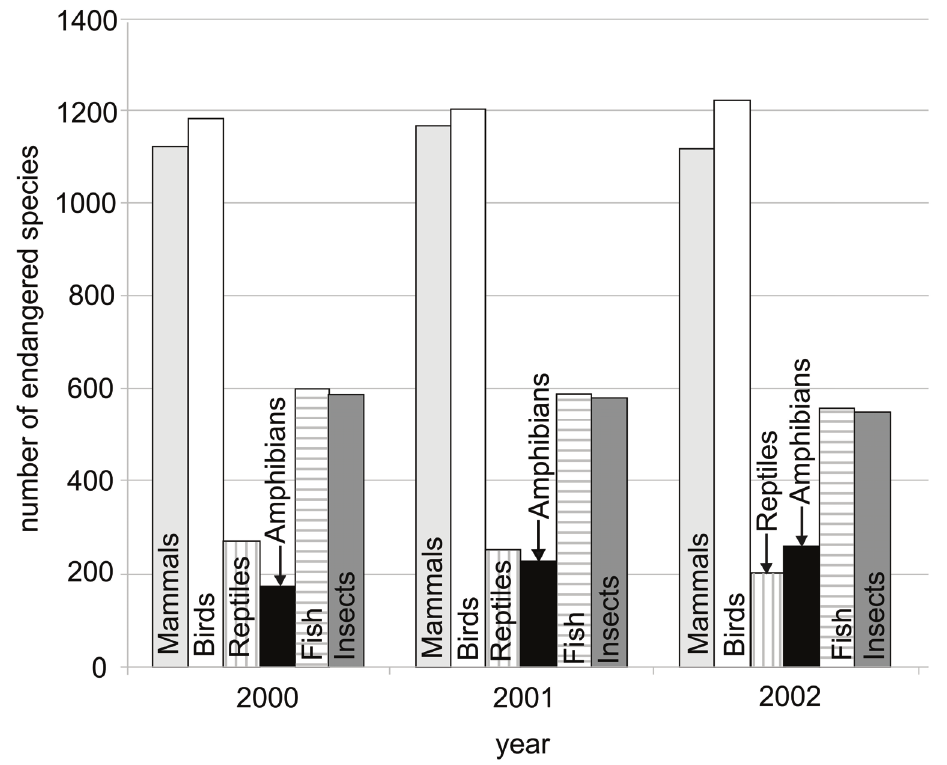 number of endangered species
1400
1200
1000
800
600
400
200
0
Mammals
Birds
Reptiles
Amphibians
Fish
Insects
Mammals
Birds
Reptiles
Amphibians
Fish
Insects
Mammals
Birds
Reptiles
Amphibians
Fish
Insects
2000
2001
2002
year